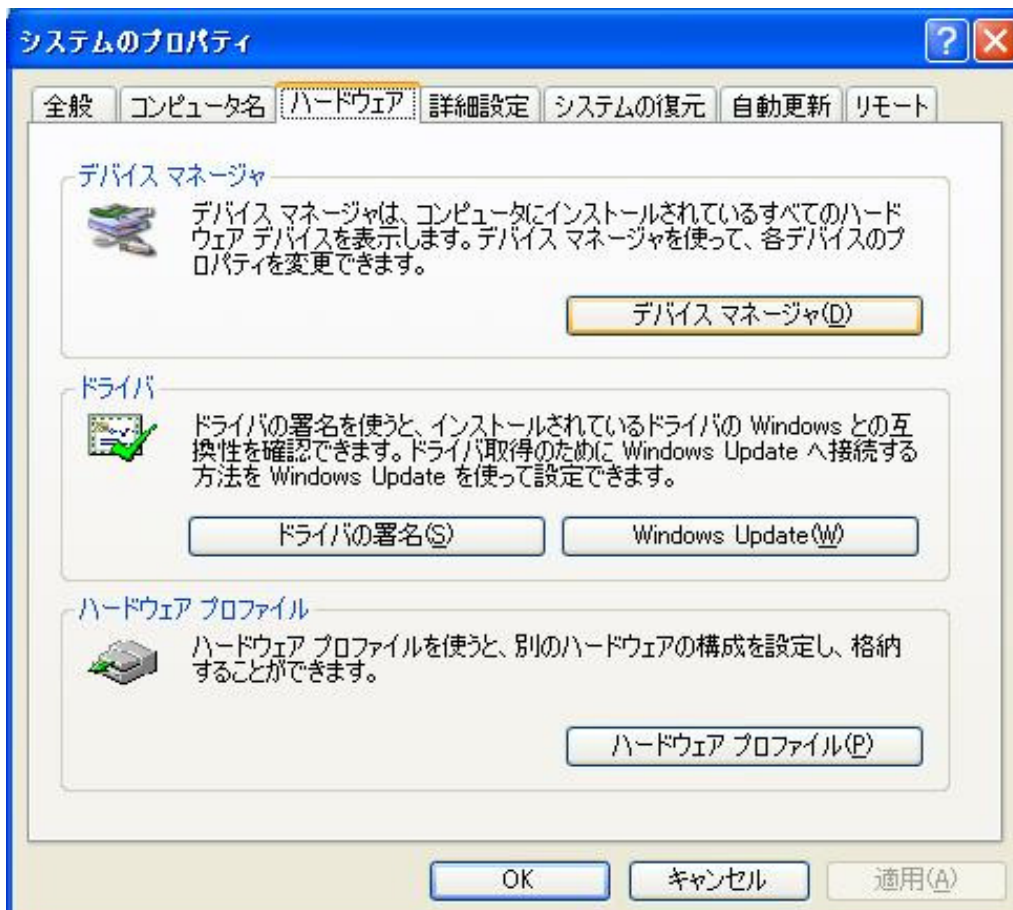 システムのプロパティ
全般 コンピュータ名 ハードウェア 詳細設定 システムの復元 自動更新 リモート
デバイス マネージャ
デバイス マネージャは、コンピュータにインストールされているすべてのハード
ウェア デバイスを表示します。デバイス マネージャを使って、各デバイスのプ
ロパティを変更できます。
デバイス マネージャ(D)
ドライバ
ドライバの署名を使うと、インストールされているドライバの Windows との互
換性を確認できます。ドライバ取得のために Windows Update へ接続する
方法を Windows Update を使って設定できます。
ドライバの署名(S) Windows Update(W)
ハードウェア プロファイル
ハードウェア プロファイルを使うと、別のハードウェアの構成を設定し、格納
することができます。
ハードウェア プロファイル(P)
OK キャンセル 適用(A)